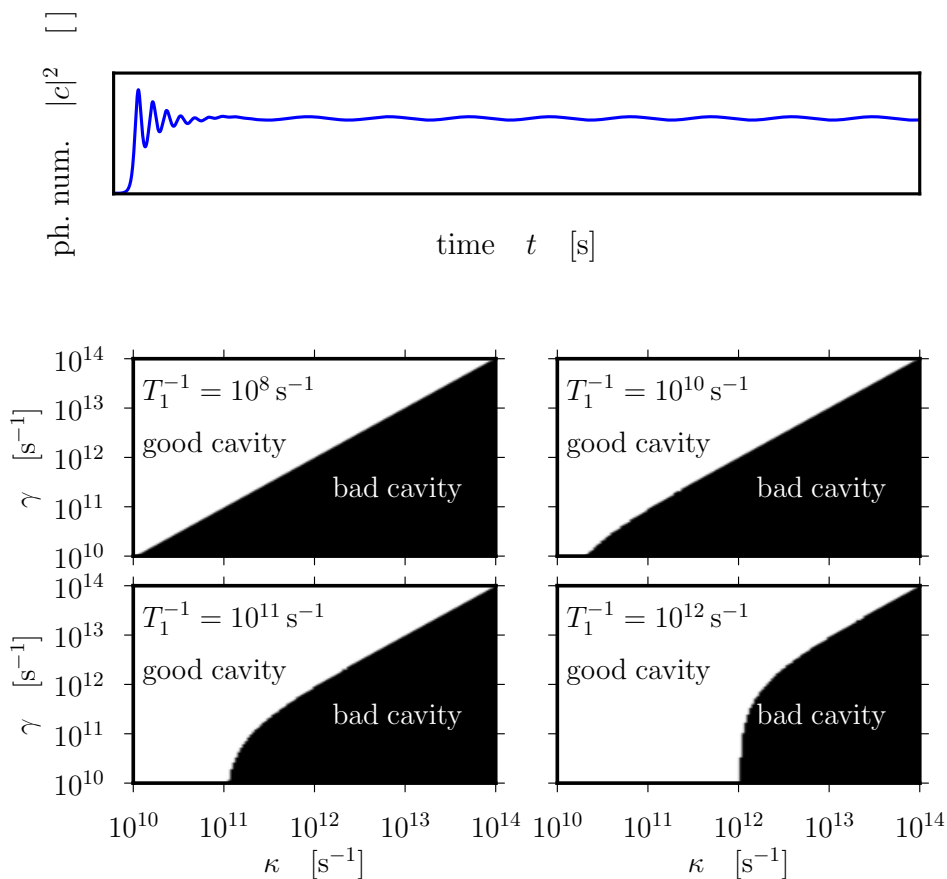 ph. num. |c|² [ ]
time t [s]
10¹⁴
10¹³
10¹²
10¹¹
10¹⁰
γ [s⁻¹]
T₁⁻¹ = 10⁸ s⁻¹
good cavity
bad cavity
T₁⁻¹ = 10¹⁰ s⁻¹
good cavity
bad cavity
10¹⁴
10¹³
10¹²
10¹¹
10¹⁰
γ [s⁻¹]
T₁⁻¹ = 10¹¹ s⁻¹
good cavity
bad cavity
T₁⁻¹ = 10¹² s⁻¹
good cavity
bad cavity
10¹⁰ 10¹¹ 10¹² 10¹³ 10¹⁴ 10¹⁰ 10¹¹ 10¹² 10¹³ 10¹⁴
κ [s⁻¹] κ [s⁻¹]